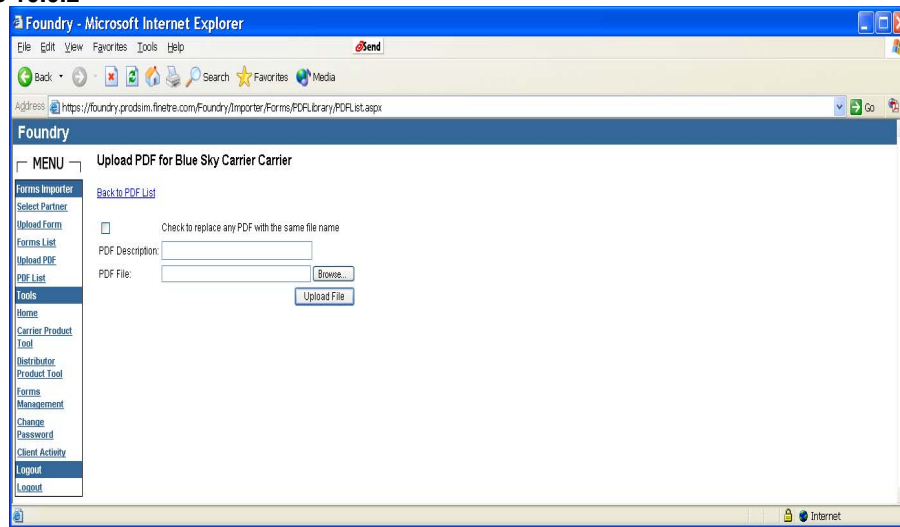 Foundry - Microsoft Internet Explorer
File Edit View Favorites Tools Help
Send
Back Search Favorites Media
Address https://foundry.prodsim.finetre.com/Foundry/Importer/Forms/PDFLibrary/PDFList.aspx Go
Foundry
MENU
Forms Importer
Select Partner
Upload Form
Forms List
Upload PDF
PDF List
Tools
Home
Carrier Product
Tool
Distributor
Product Tool
Forms
Management
Change
Password
Client Activity
Logout
Logout
Upload PDF for Blue Sky Carrier Carrier
Back to PDF List
Check to replace any PDF with the same file name
PDF Description:
PDF File: Browse...
Upload File
Internet